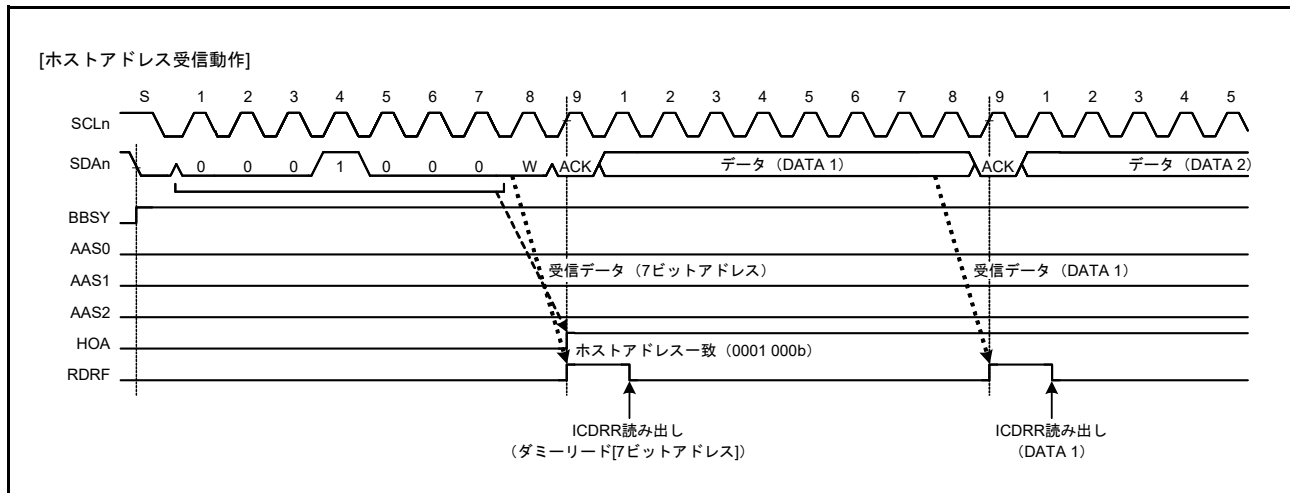 [ホストアドレス受信動作]
S 1 2 3 4 5 6 7 8 9 1 2 3 4 5 6 7 8 9 1 2 3 4 5
SCLn
SDAn 0 0 0 1 0 0 0 W ACK データ（DATA 1） ACK データ（DATA 2）
BBSY
AAS0
受信データ（7ビットアドレス） 受信データ（DATA 1）
AAS1
AAS2
HOA
ホストアドレス一致（0001 000b）
RDRF
ICDRR読み出し
（ダミーリード[7ビットアドレス]）
ICDRR読み出し
（DATA 1）